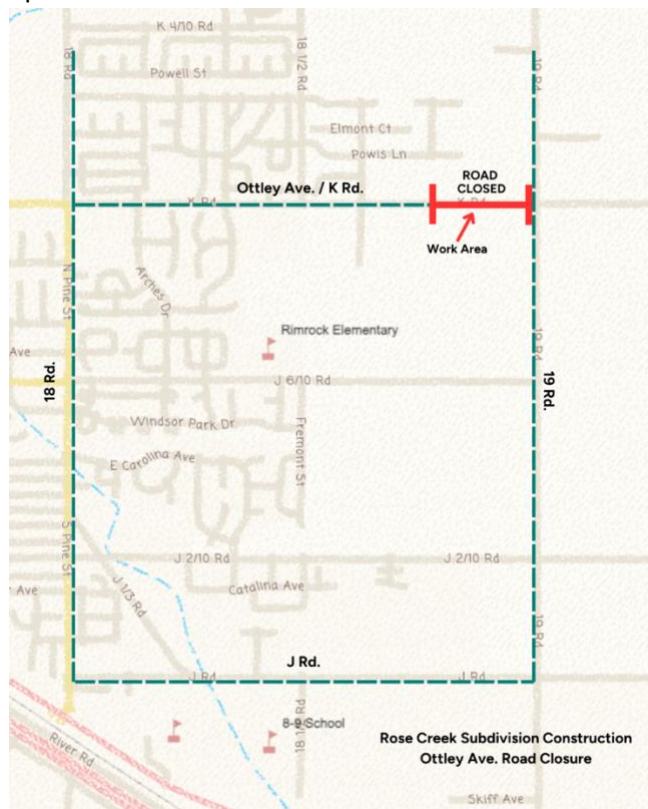 K 4/10 Rd
18 Rd
18 1/2 Rd
19 Rd
Powell St
Elmont Ct
Powis Ln
ROAD
CLOSED
Ottley Ave. / K Rd.
K Rd
K Rd
Work Area
N Pine St
Arches Dr
Rimrock Elementary
19 Rd
Ave
J 6/10 Rd
18 Rd.
19 Rd.
Windsor Park Dr
Fremont St
E Carolina Ave
S Pine St
J 2/10 Rd
J 2/10 Rd
Ave
J 1/3 Rd
Catalina Ave
19 Rd
J Rd.
J Rd
J Rd
8-9 School
River Rd
Rose Creek Subdivision Construction
Ottley Ave. Road Closure
Skiff Ave